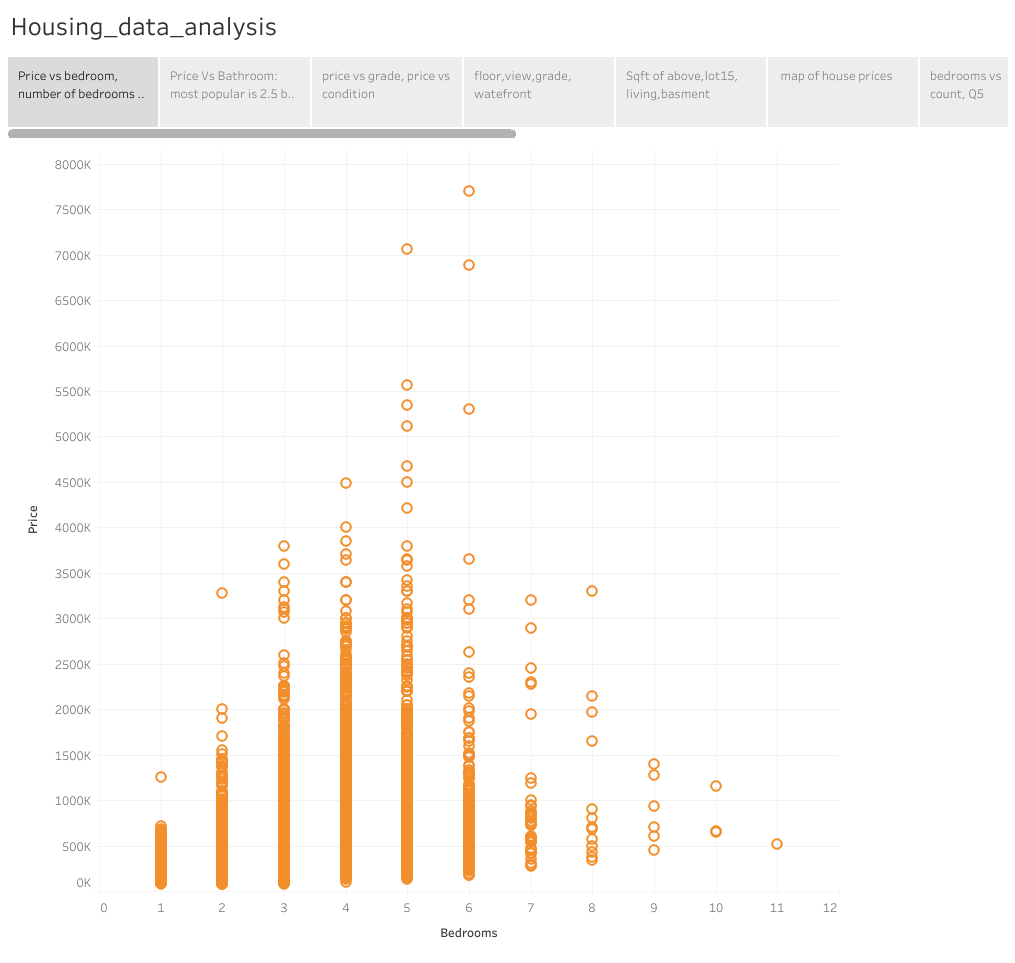 Housing_data_analysis
Price vs bedroom,
number of bedrooms ..
Price Vs Bathroom:
most popular is 2.5 b..
price vs grade, price vs
condition
floor,view,grade,
watefront
Sqft of above,lot15,
living,basment
map of house prices
bedrooms vs
count, Q5
8000K
7500K
7000K
6500K
6000K
5500K
5000K
4500K
4000K
3500K
3000K
2500K
2000K
1500K
1000K
500K
0K
Price
0 1 2 3 4 5 6 7 8 9 10 11 12
Bedrooms